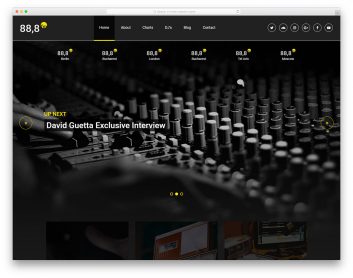 88,8
Home About Charts DJ's Blog Contact
88,8 88,8 88,8 88,8 88,8 88,8
Berlin Bucharest London Bucharest Tel Aviv Moscow
UP NEXT
David Guetta Exclusive Interview